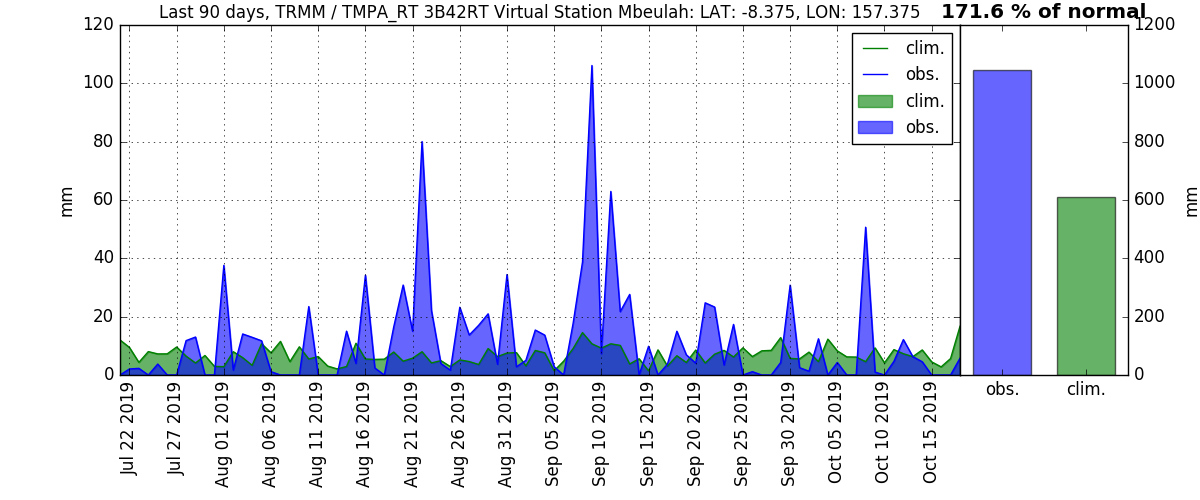 Last 90 days, TRMM / TMPA_RT 3B42RT Virtual Station Mbeulah: LAT: -8.375, LON: 157.375
171.6 % of normal
clim.
obs.
clim.
obs.
mm
120
100
80
60
40
20
0
Jul 22 2019
Jul 27 2019
Aug 01 2019
Aug 06 2019
Aug 11 2019
Aug 16 2019
Aug 21 2019
Aug 26 2019
Aug 31 2019
Sep 05 2019
Sep 10 2019
Sep 15 2019
Sep 20 2019
Sep 25 2019
Sep 30 2019
Oct 05 2019
Oct 10 2019
Oct 15 2019
1200
1000
800
600
400
200
0
mm
obs.
clim.